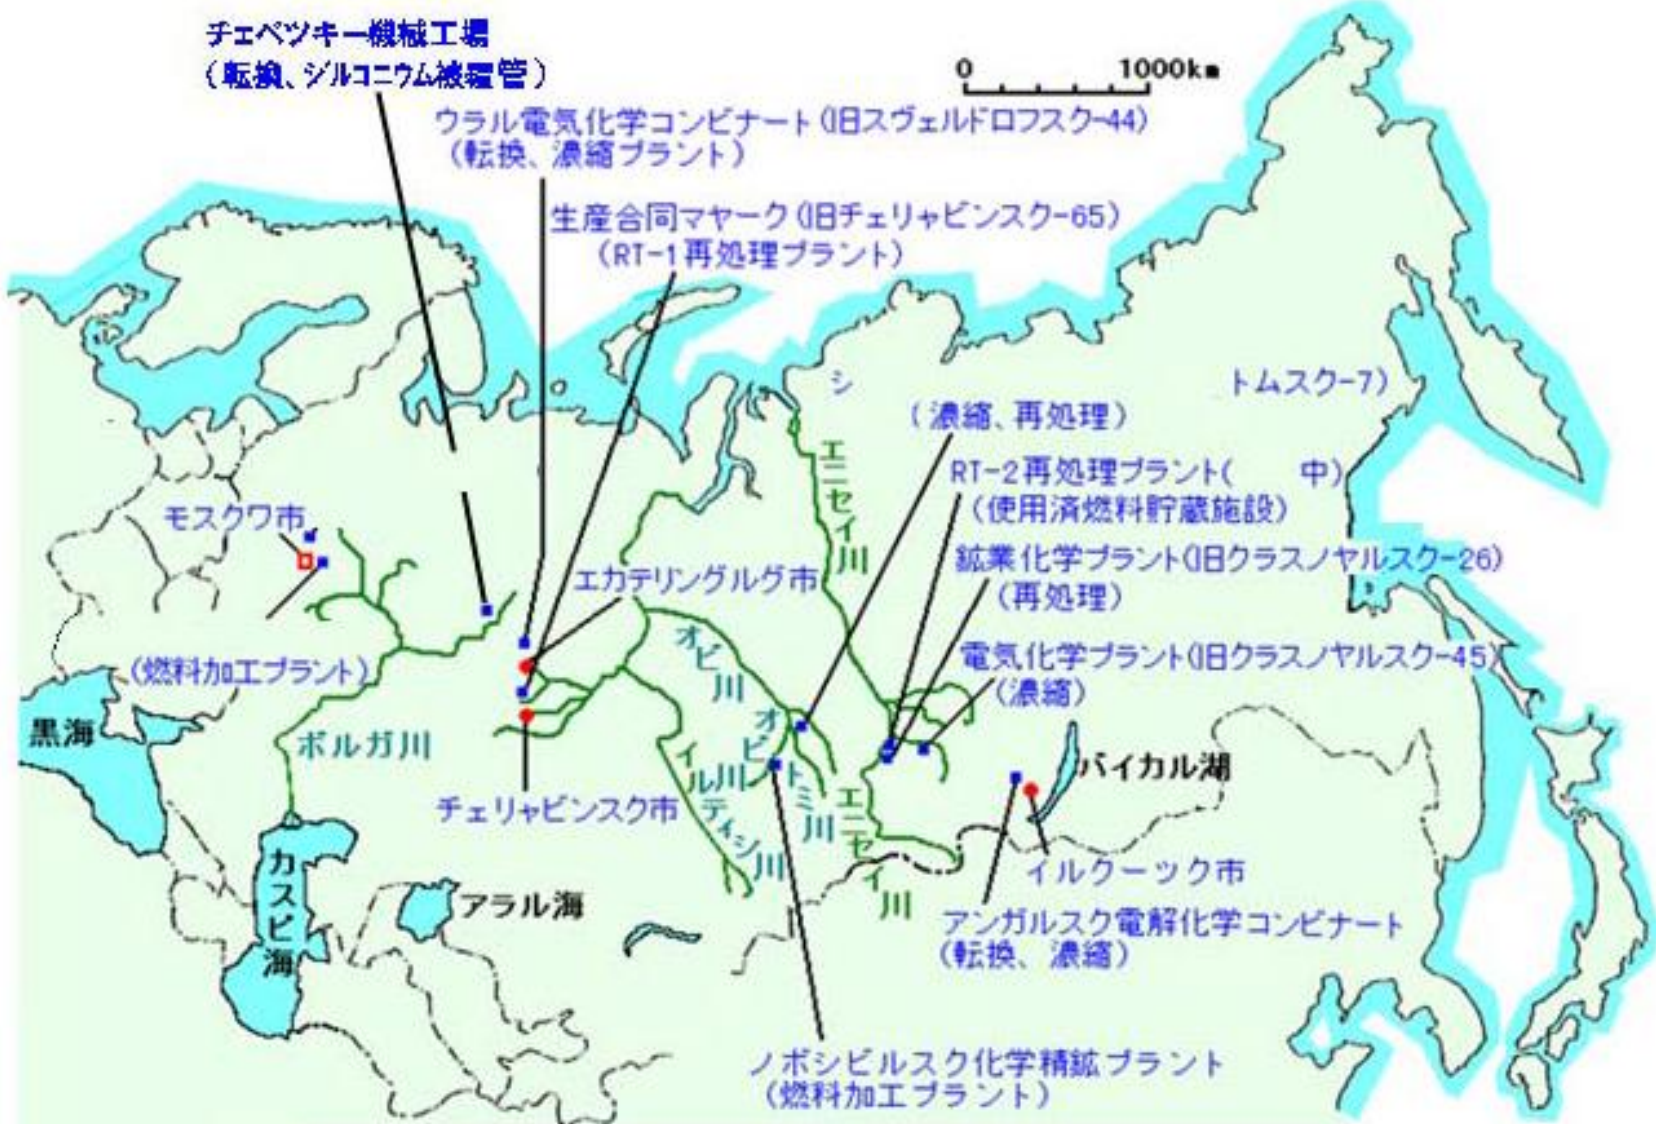 チェペツキー機械工場
(転換、ジルコニウム被覆管)
0 1000km
ウラル電気化学コンビナート(旧スヴェルドロフスク-44)
(転換、濃縮プラント)
生産合同マヤーク(旧チェリャビンスク-65)
(RT-1再処理プラント)
シ
トムスク-7)
(濃縮、再処理)
RT-2再処理プラント( 中)
(使用済燃料貯蔵施設)
鉱業化学プラント(旧クラスノヤルスク-26)
(再処理)
電気化学プラント(旧クラスノヤルスク-45)
(濃縮)
モスクワ市
エカテリングルグ市
(燃料加工プラント)
エニセイ川
オビ川
オビ川
トミ川
イルティシ川
エニセイ川
黒海
ボルガ川
バイカル湖
チェリャビンスク市
イルクーツック市
カスピ海
アラル海
アンガルスク電解化学コンビナート
(転換、濃縮)
ノボシビルスク化学精鉱プラント
(燃料加工プラント)